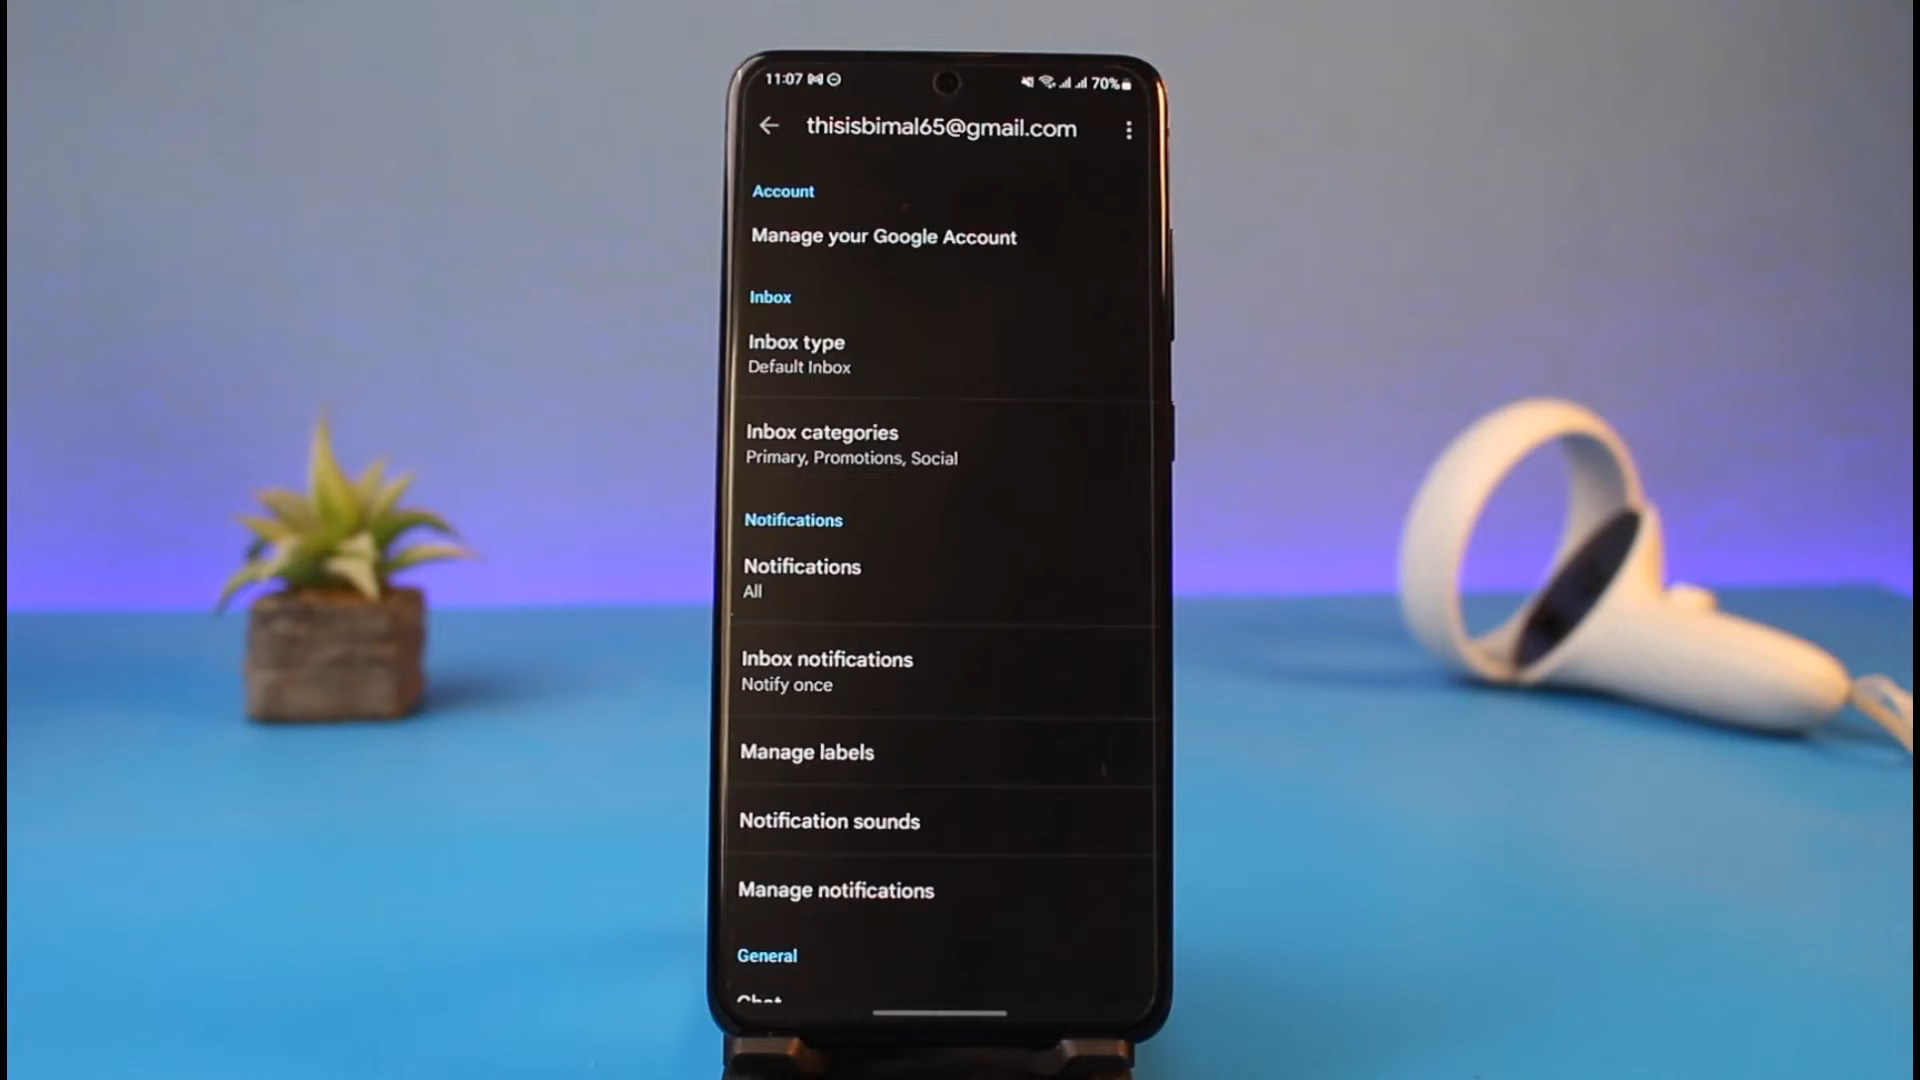 11:07
70%
thisisbimal65@gmail.com
Account
Manage your Google Account
Inbox
Inbox type
Default Inbox
Inbox categories
Primary, Promotions, Social
Notifications
Notifications
All
Inbox notifications
Notify once
Manage labels
Notification sounds
Manage notifications
General
Chat